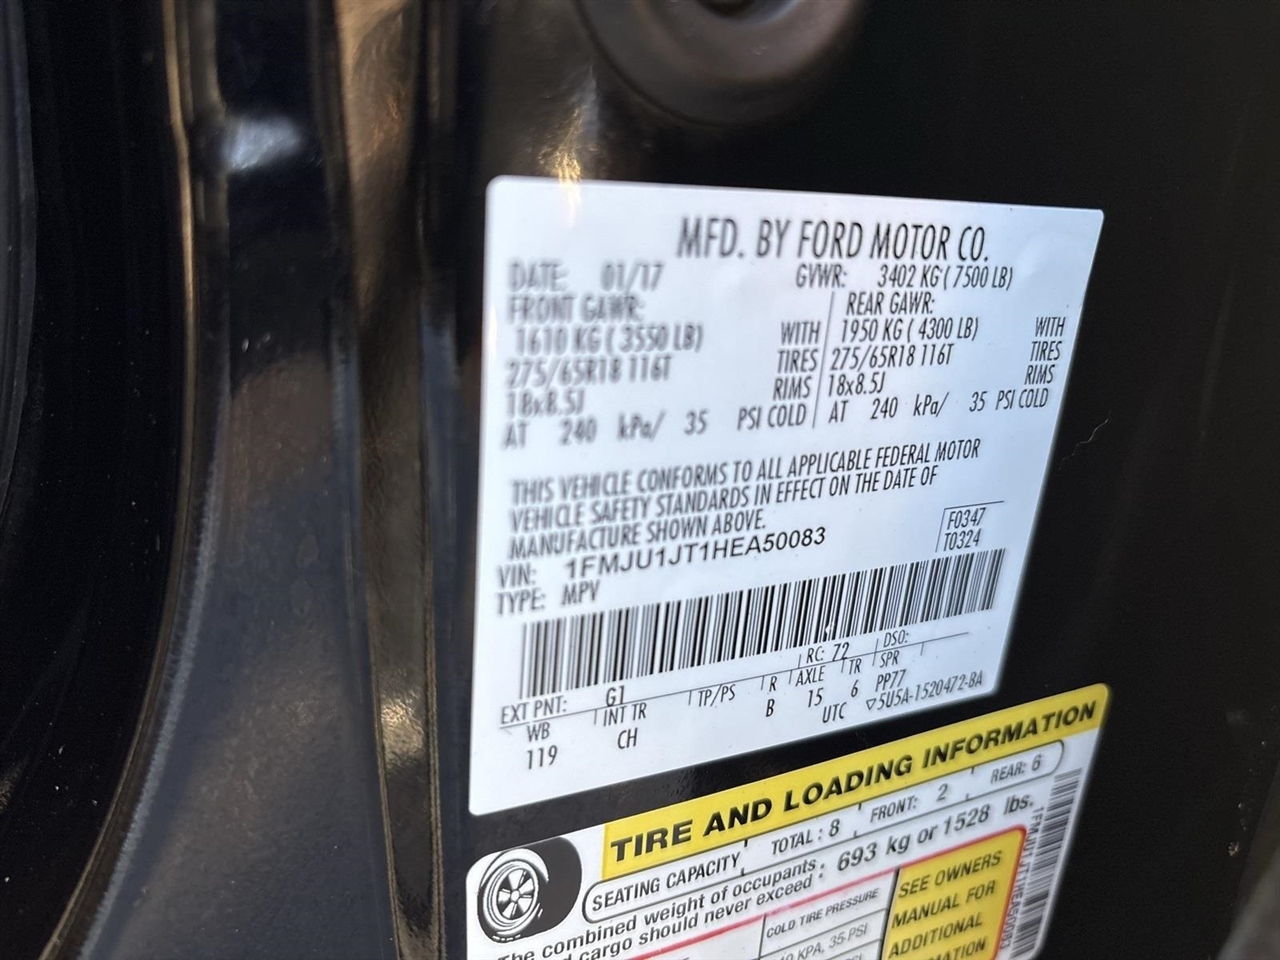 MFD. BY FORD MOTOR CO.
DATE: 01/17 GVWR: 3402 KG ( 7500 LB)
FRONT GAWR: REAR GAWR:
1610 KG ( 3550 LB) WITH 1950 KG ( 4300 LB) WITH
275/65R18 116T TIRES 275/65R18 116T TIRES
18x8.5J RIMS 18x8.5J RIMS
AT 240 kPa/ 35 PSI COLD AT 240 kPa/ 35 PSI COLD
THIS VEHICLE CONFORMS TO ALL APPLICABLE FEDERAL MOTOR
VEHICLE SAFETY STANDARDS IN EFFECT ON THE DATE OF
MANUFACTURE SHOWN ABOVE.
F0347
VIN: 1FMJU1JT1HEA50083 T0324
TYPE: MPV
EXT PNT: G1 RC: 72 DSO:
WB INT TR TP/PS R AXLE TR SPR
119 CH B 15 6 PP77
UTC ▽5U5A-1520472-BA
TIRE AND LOADING INFORMATION
SEATING CAPACITY TOTAL : 8 FRONT: 2 REAR: 6
The combined weight of occupants
and cargo should never exceed : 693 kg or 1528 lbs.
COLD TIRE PRESSURE
KPA, 35 PSI
SEE OWNERS
MANUAL FOR
ADDITIONAL
1FMJU1JT1HEA50083